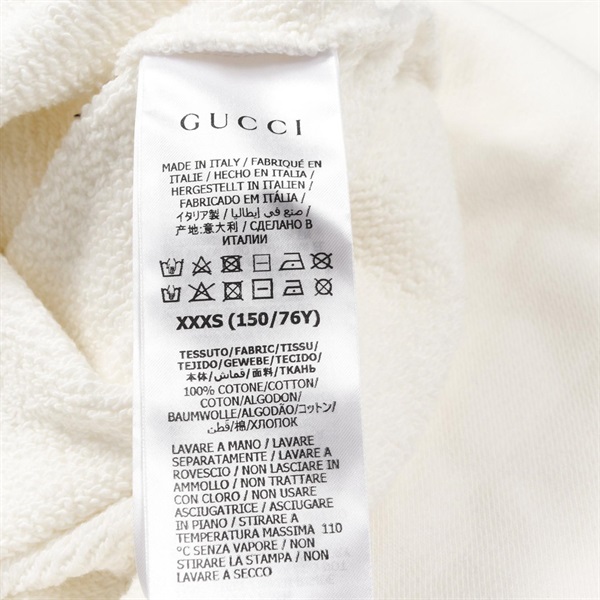 GUCCI
MADE IN ITALY / FABRIQUÉ EN
ITALIE / HECHO EN ITALIA /
HERGESTELLT IN ITALIEN /
FABRICADO EM ITÁLIA /
イタリア製 / صنع في إيطاليا /
产地:意大利 / СДЕЛАНО В
ИТАЛИИ
XXXS (150/76Y)
TESSUTO/FABRIC/TISSU/
TEJIDO/GEWEBE/TECIDO/
本体/قماش/面料/ТКАНЬ
100% COTONE/COTTON/
COTON/ALGODON/
BAUMWOLLE/ALGODÃO/コットン/
قطن/棉/ХЛОПОК
LAVARE A MANO / LAVARE
SEPARATAMENTE / LAVARE A
ROVESCIO / NON LASCIARE IN
AMMOLLO / NON TRATTARE
CON CLORO / NON USARE
ASCIUGATRICE / ASCIUGARE
IN PIANO / STIRARE A
TEMPERATURA MASSIMA 110
°C SENZA VAPORE / NON
STIRARE LA STAMPA / NON
LAVARE A SECCO